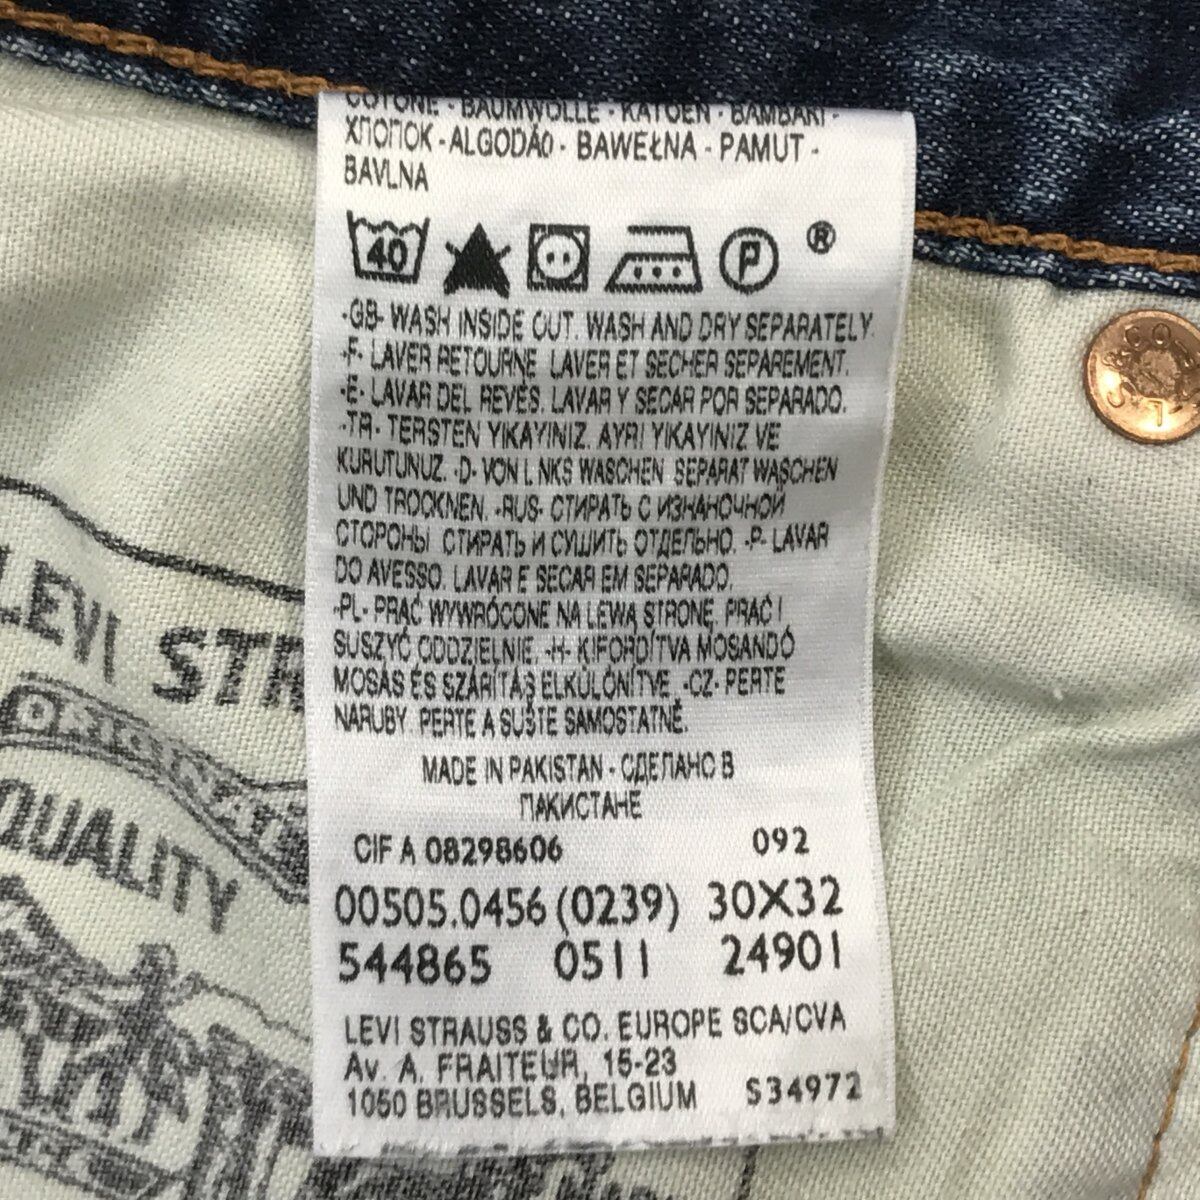 COTONE - BAUMWOLLE - KATOEN - BAMBAKI -
ХЛОПОК - ALGODÃO - BAWEŁNA - PAMUT -
BAVLNA
40 P ®
-GB- WASH INSIDE OUT. WASH AND DRY SEPARATELY.
-F- LAVER RETOURNE LAVER ET SECHER SEPAREMENT.
-E- LAVAR DEL REVÉS. LAVAR Y SECAR POR SEPARADO.
-TR- TERSTEN YIKAYINIZ. AYRI YIKAYINIZ VE
KURUTUNUZ. -D- VON LINKS WASCHEN SEPARAT WASCHEN
UND TROCKNEN. -RUS- СТИРАТЬ С ИЗНАНОЧНОЙ
СТОРОНЫ СТИРАТЬ И СУШИТЬ ОТДЕЛЬНО. -P- LAVAR
DO AVESSO. LAVAR E SECAR EM SEPARADO.
-PL- PRAĆ WYWRÓCONE NA LEWĄ STRONĘ. PRAĆ I
SUSZYĆ ODDZIELNIE. -H- KIFORDÍTVA MOSANDÓ
MOSÁS ÉS SZÁRÍTÁS ELKÜLÖNÍTVE. -CZ- PERTE
NARUBY. PERTE A SUŠTE SAMOSTATNĚ.
MADE IN PAKISTAN - СДЕЛАНО В
ПАКИСТАНЕ
CIF A 08298606 092
00505.0456 (0239) 30X32
544865 0511 24901
LEVI STRAUSS & CO. EUROPE SCA/CVA
Av. A. FRAITEUR, 15-23
1050 BRUSSELS, BELGIUM S34972
LEVI STR
QUALITY